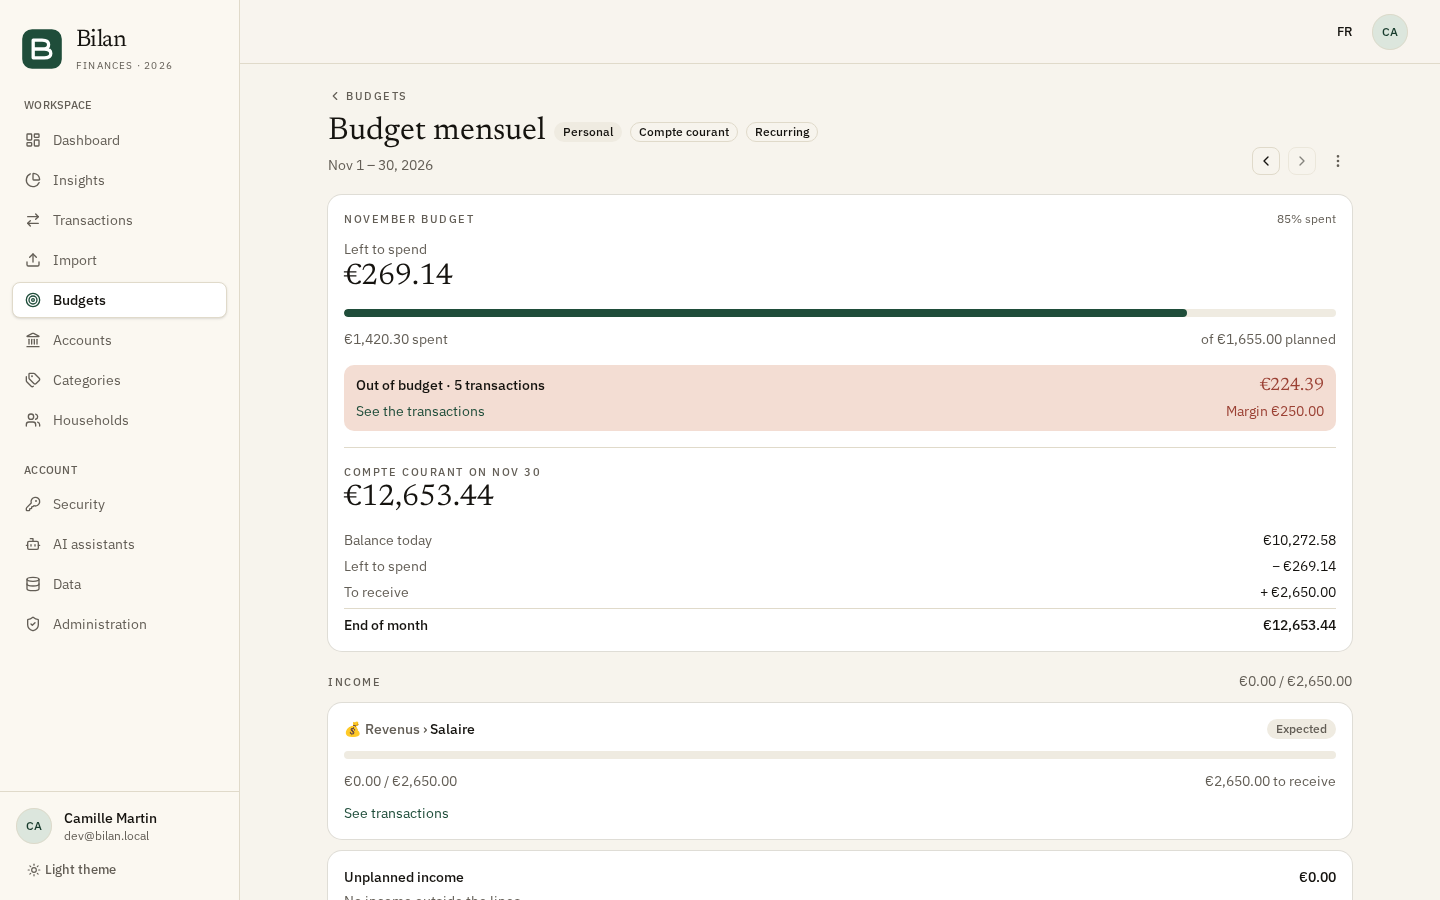 Bilan
FINANCES · 2026
WORKSPACE
Dashboard
Insights
Transactions
Import
Budgets
Accounts
Categories
Households
ACCOUNT
Security
AI assistants
Data
Administration
CA
Camille Martin
dev@bilan.local
Light theme
FR
CA
BUDGETS
Budget mensuel Personal Compte courant Recurring
Nov 1 – 30, 2026
NOVEMBER BUDGET 85% spent
Left to spend
€269.14
€1,420.30 spent of €1,655.00 planned
Out of budget · 5 transactions €224.39
See the transactions Margin €250.00
COMPTE COURANT ON NOV 30
€12,653.44
Balance today €10,272.58
Left to spend – €269.14
To receive + €2,650.00
End of month €12,653.44
INCOME €0.00 / €2,650.00
Revenus › Salaire Expected
€0.00 / €2,650.00 €2,650.00 to receive
See transactions
Unplanned income €0.00
No income outside the lines